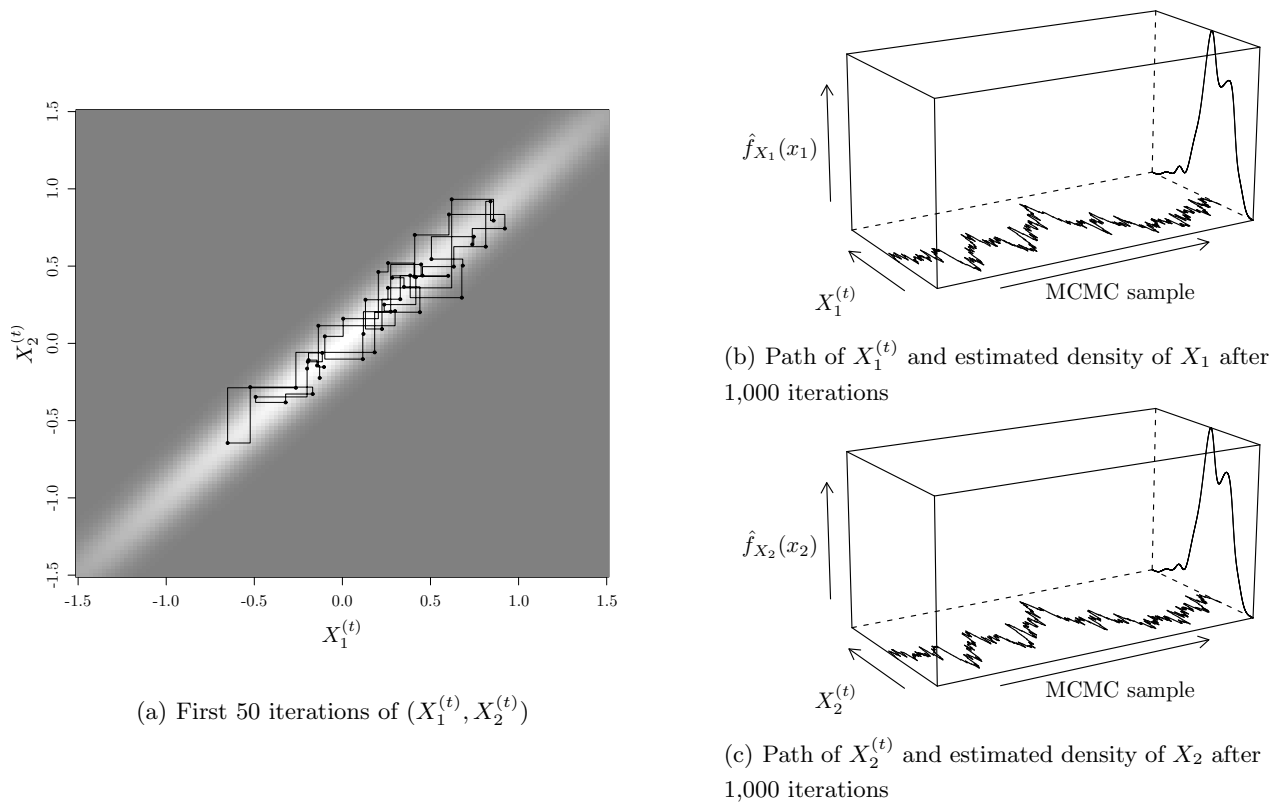 1.5
1.0
0.5
0.0
-0.5
-1.0
-1.5
X_2^{(t)}
-1.5 -1.0 -0.5 0.0 0.5 1.0 1.5
X_1^{(t)}
(a) First 50 iterations of (X_1^{(t)}, X_2^{(t)})
\hat{f}_{X_1}(x_1)
X_1^{(t)}
MCMC sample
(b) Path of X_1^{(t)} and estimated density of X_1 after
1,000 iterations
\hat{f}_{X_2}(x_2)
X_2^{(t)}
MCMC sample
(c) Path of X_2^{(t)} and estimated density of X_2 after
1,000 iterations